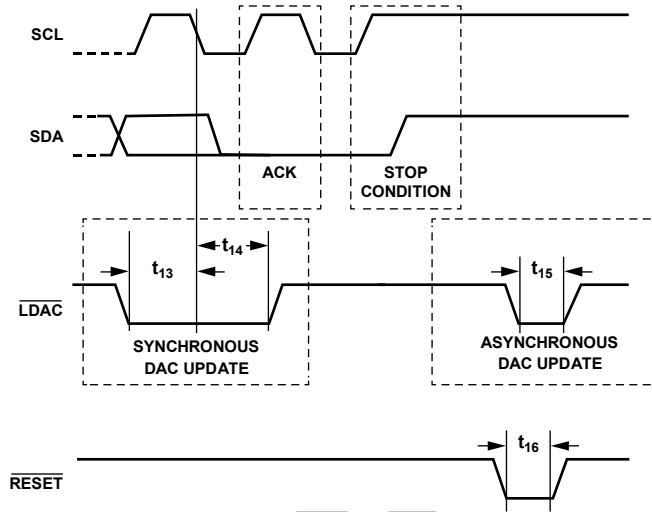 SCL
SDA
ACK
STOP
CONDITION
t13
t14
t15
LDAC
SYNCHRONOUS
DAC UPDATE
ASYNCHRONOUS
DAC UPDATE
t16
RESET